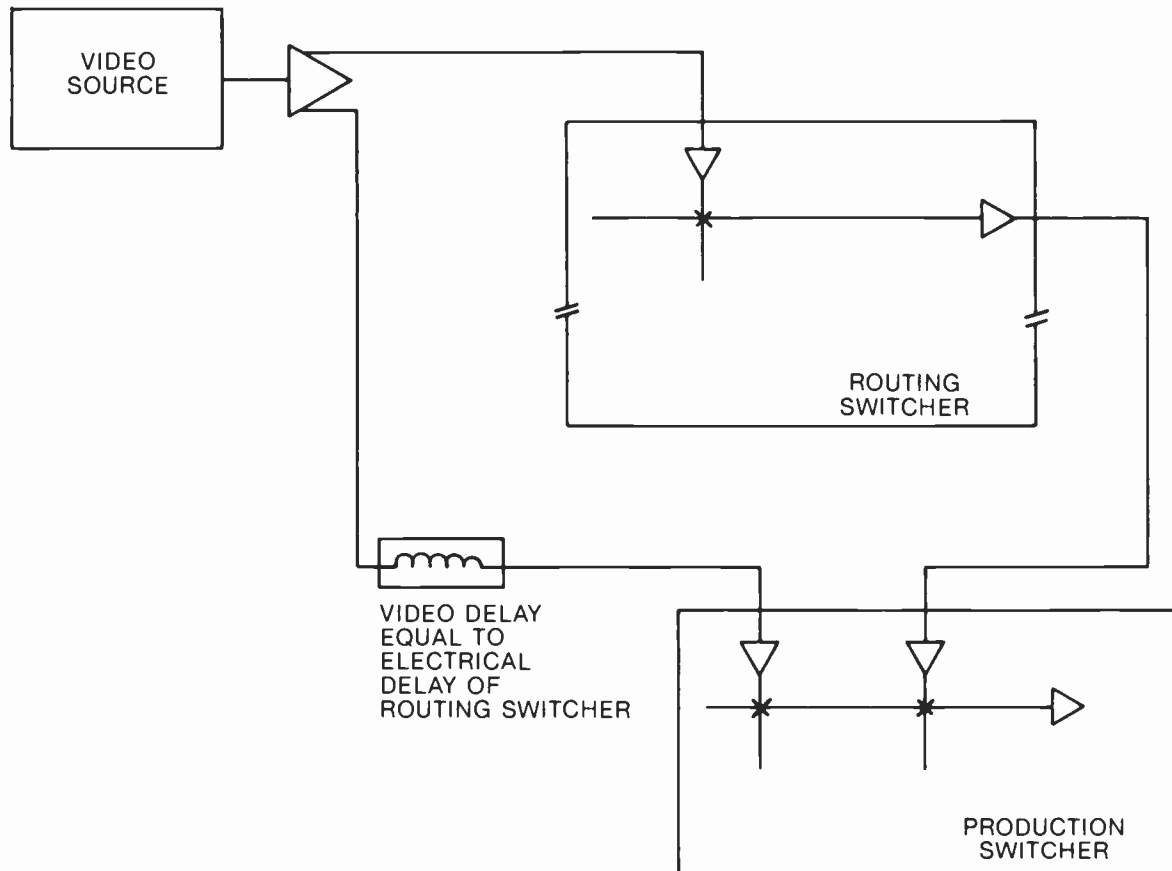 VIDEO
SOURCE
ROUTING
SWITCHER
VIDEO DELAY
EQUAL TO
ELECTRICAL
DELAY OF
ROUTING SWITCHER
PRODUCTION
SWITCHER